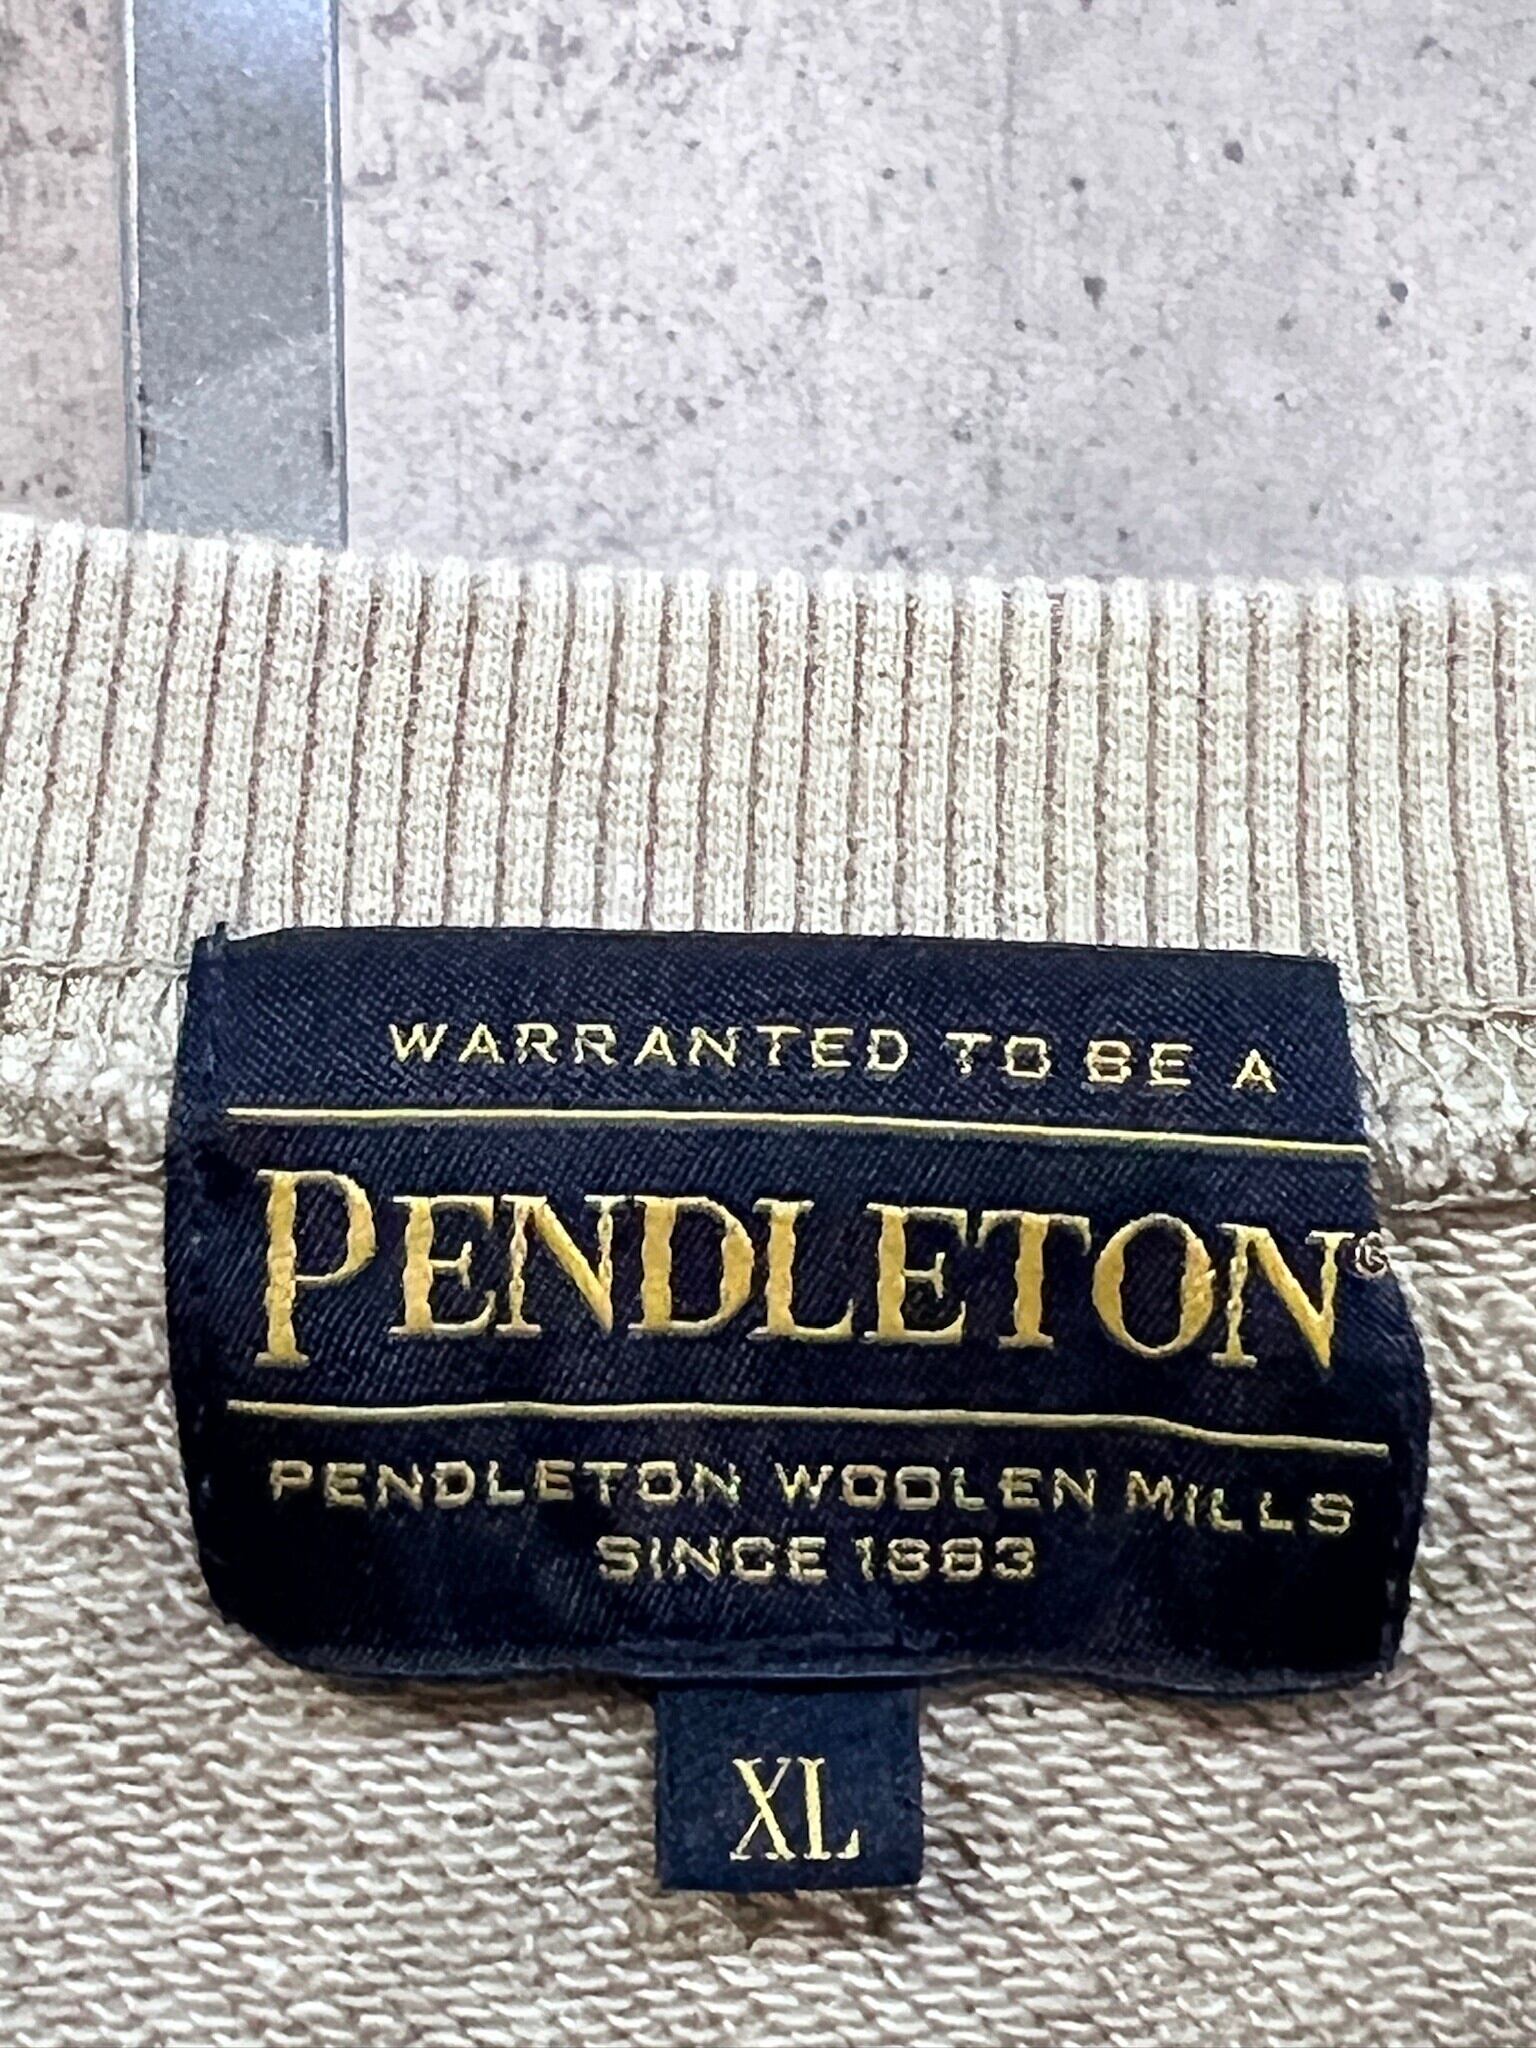 WARRANTED TO BE A
PENDLETON®
PENDLETON WOOLEN MILLS
SINCE 1863
XL